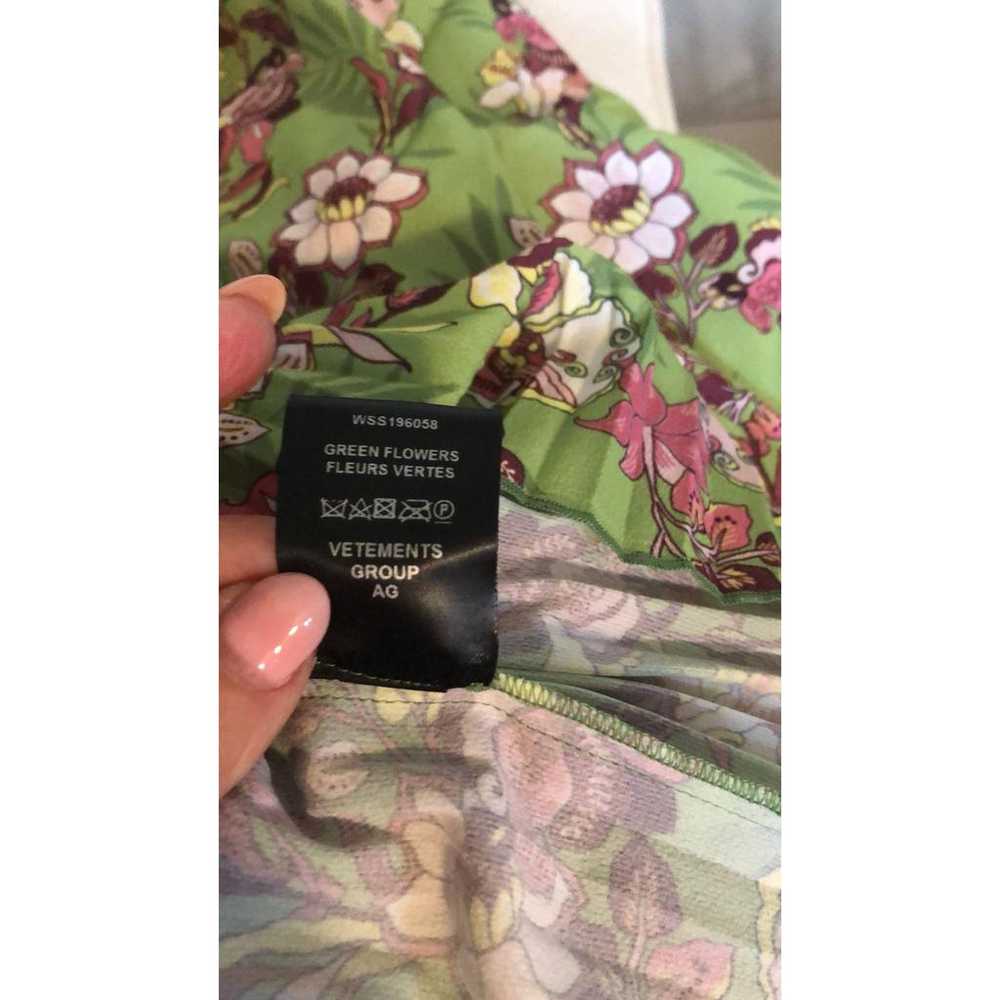 WSS196058
GREEN FLOWERS
FLEURS VERTES
P
VETEMENTS
GROUP
AG